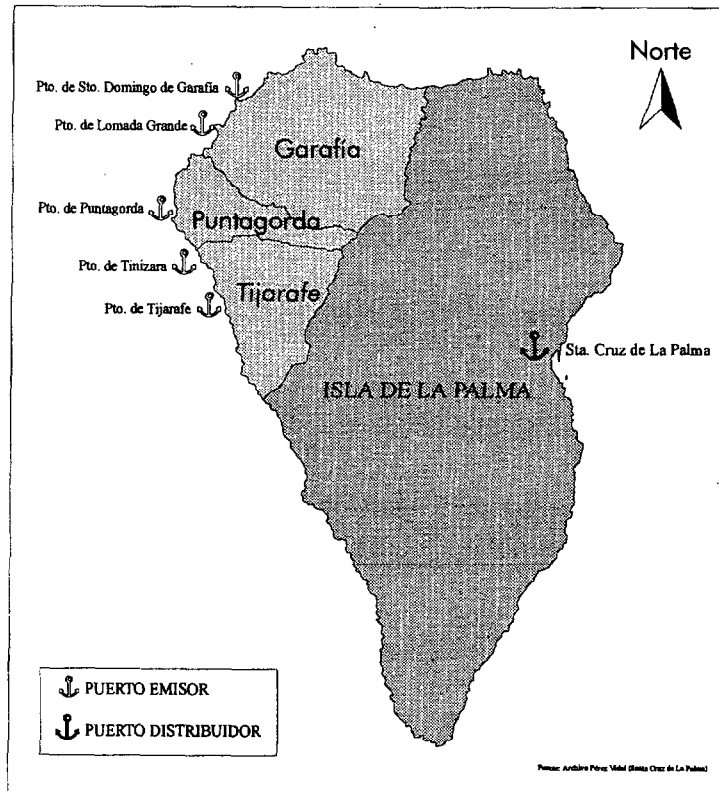 Norte
Pto. de Sto. Domingo de Garafía
Pto. de Lomada Grande
Garafía
Pto. de Puntagorda
Puntagorda
Pto. de Tinizara
Tijarafe
Pto. de Tijarafe
Sta. Cruz de La Palma
ISLA DE LA PALMA
PUERTO EMISOR
PUERTO DISTRIBUIDOR
Fuente: Archivo Pérez Vidal (Santa Cruz de La Palma)